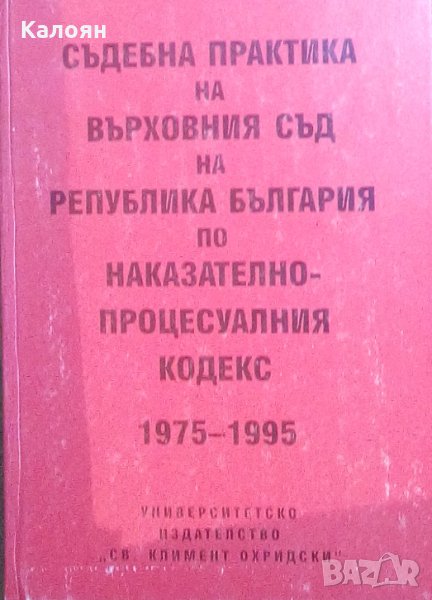 Калоян
СЪДЕБНА ПРАКТИКА
НА
ВЪРХОВНИЯ СЪД
НА
РЕПУБЛИКА БЪЛГАРИЯ
ПО
НАКАЗАТЕЛНО-
ПРОЦЕСУАЛНИЯ
КОДЕКС
1975-1995
УНИВЕРСИТЕТСКО
ИЗДАТЕЛСТВО
„СВ. КЛИМЕНТ ОХРИДСКИ"
BAZAR